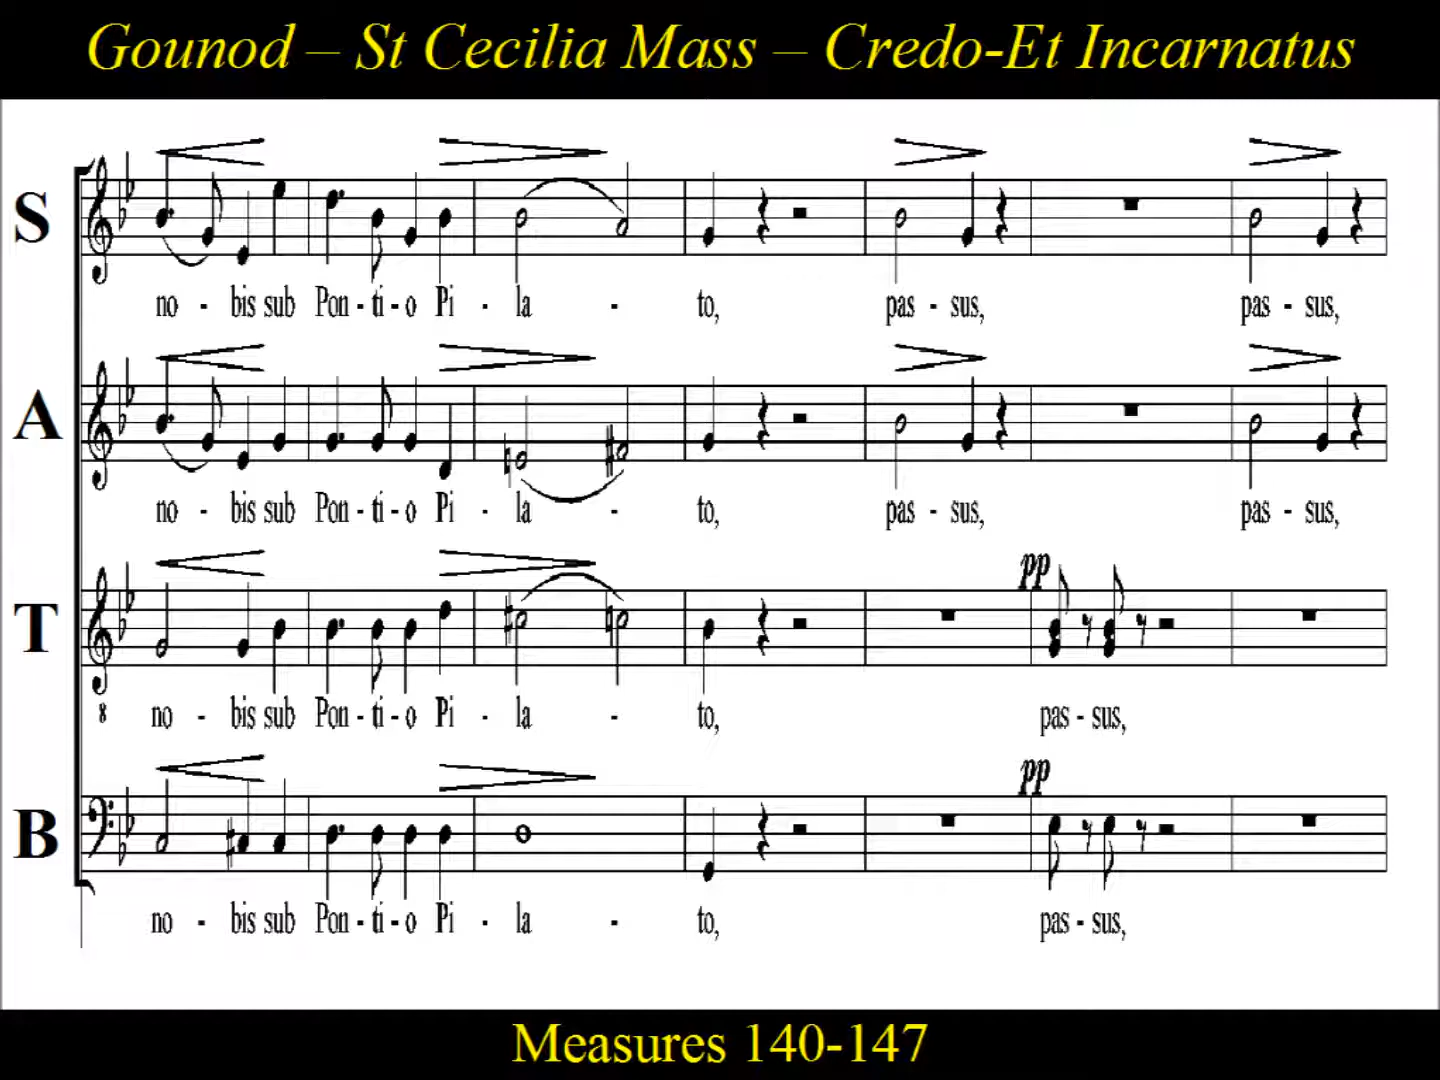 Gounod – St Cecilia Mass – Credo-Et Incarnatus
S
no - bis sub Pon - ti - o Pi - la - to, pas - sus, pas - sus,
A
no - bis sub Pon - ti - o Pi - la - to, pas - sus, pas - sus,
pp
T
8
no - bis sub Pon - ti - o Pi - la - to, pas - sus,
pp
B
no - bis sub Pon - ti - o Pi - la - to, pas - sus,
Measures 140-147